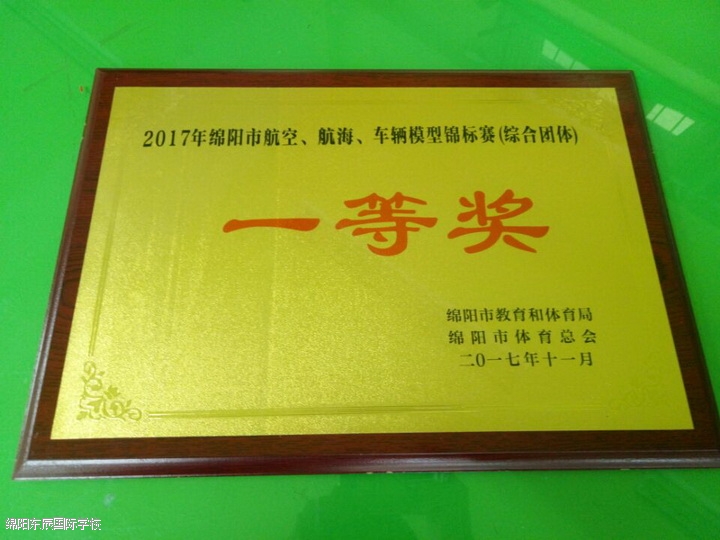 2017年绵阳市航空、航海、车辆模型锦标赛(综合团体)
一等奖
绵阳市教育和体育局
绵阳市体育总会
二〇一七年十一月
绵阳东辰国际学校